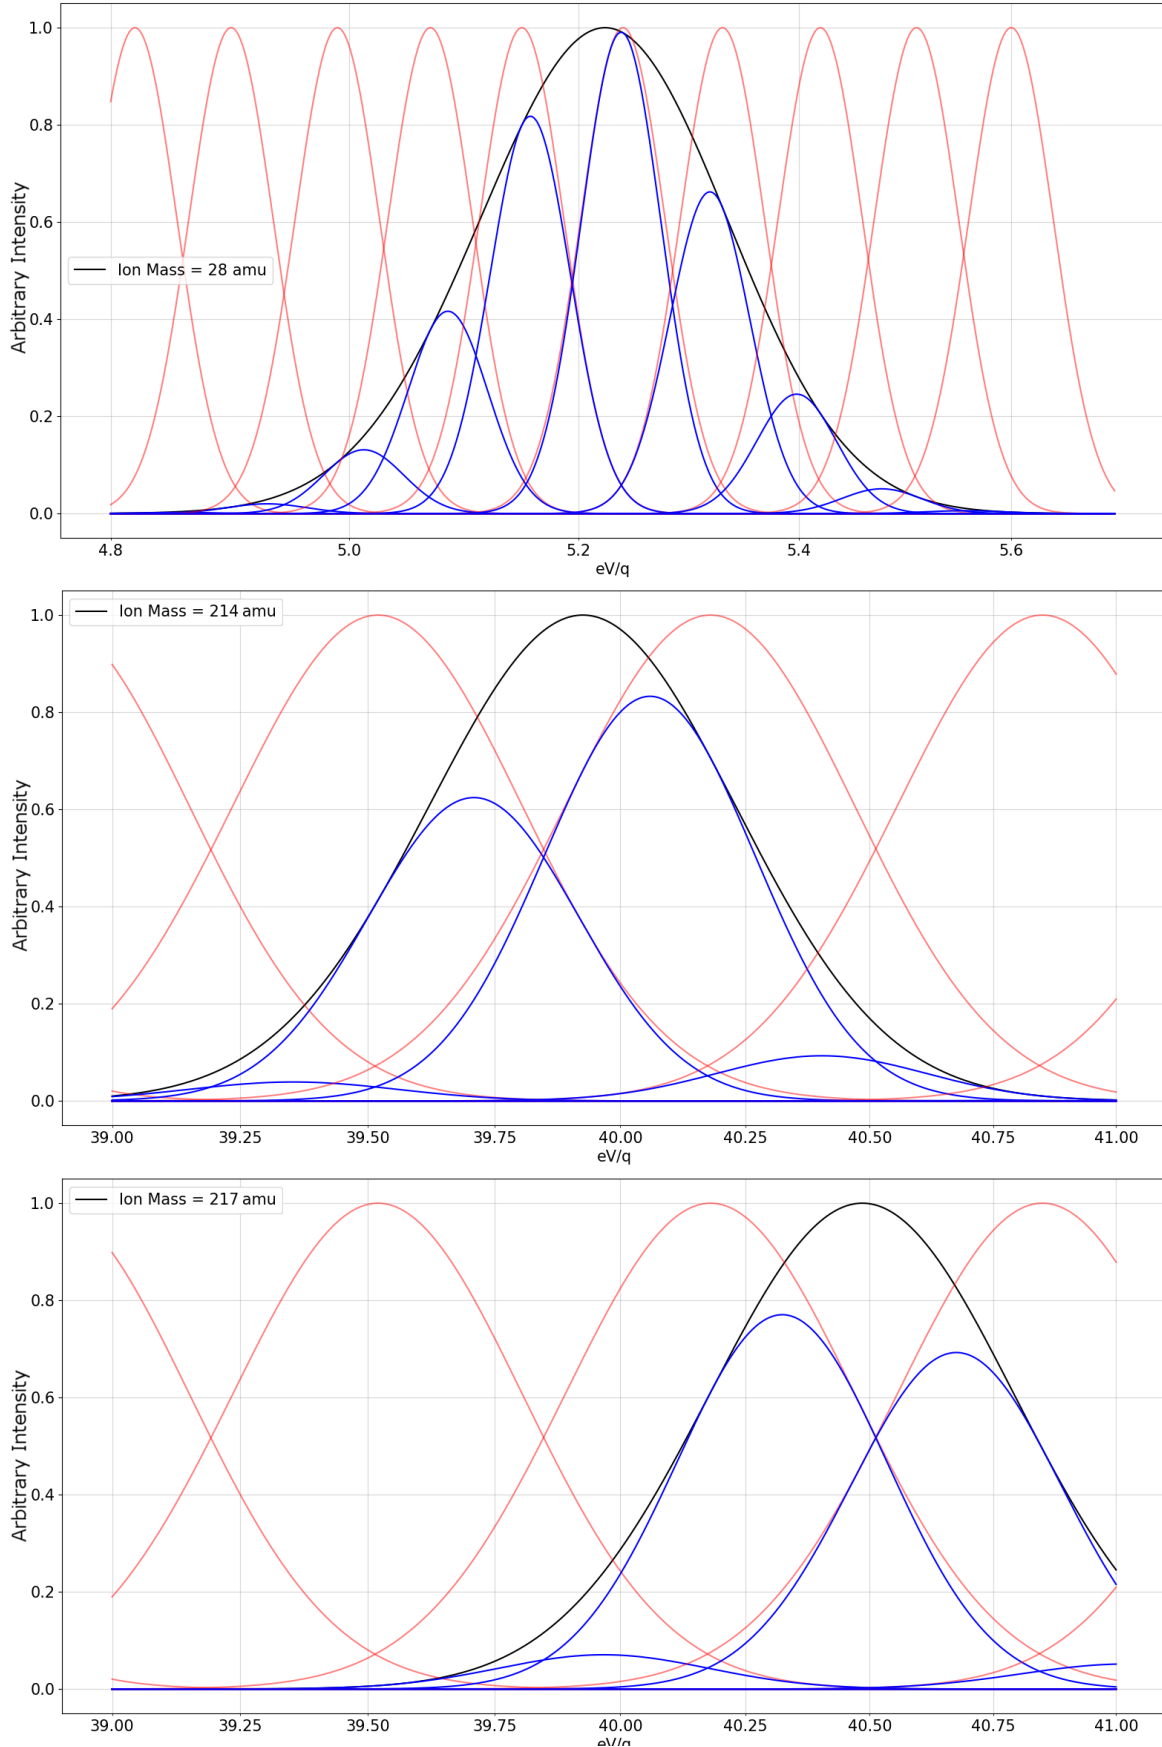 1.0
0.8
0.6
0.4
0.2
0.0
Arbitrary Intensity
Ion Mass = 28 amu
4.8 5.0 5.2 5.4 5.6
eV/q
1.0
0.8
0.6
0.4
0.2
0.0
Arbitrary Intensity
Ion Mass = 214 amu
39.00 39.25 39.50 39.75 40.00 40.25 40.50 40.75 41.00
eV/q
1.0
0.8
0.6
0.4
0.2
0.0
Arbitrary Intensity
Ion Mass = 217 amu
39.00 39.25 39.50 39.75 40.00 40.25 40.50 40.75 41.00
eV/q